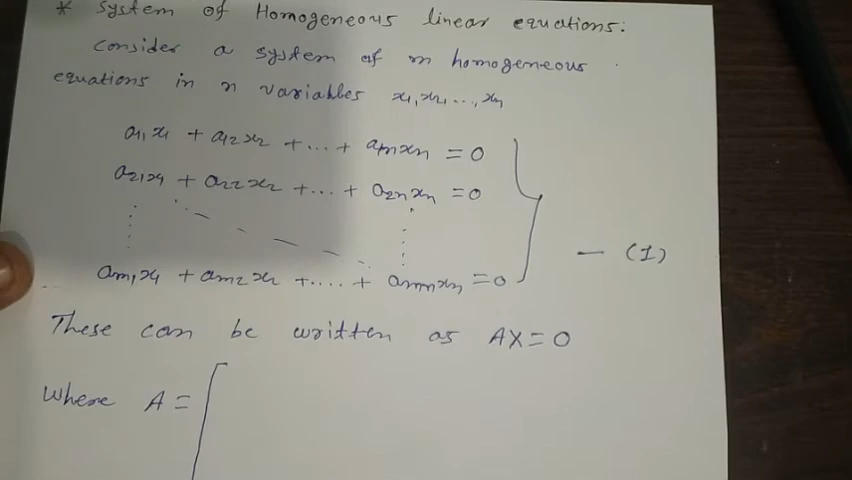 * System of Homogeneous linear equations:
Consider a system of m homogeneous
equations in n variables x1, x2, ..., xn
a11x1 + a12x2 + ... + a1nxn = 0
a21x1 + a22x2 + ... + a2nxn = 0
am1x1 + am2x2 + .... + amnxn = 0
— (1)
These can be written as AX = 0
Where A = [